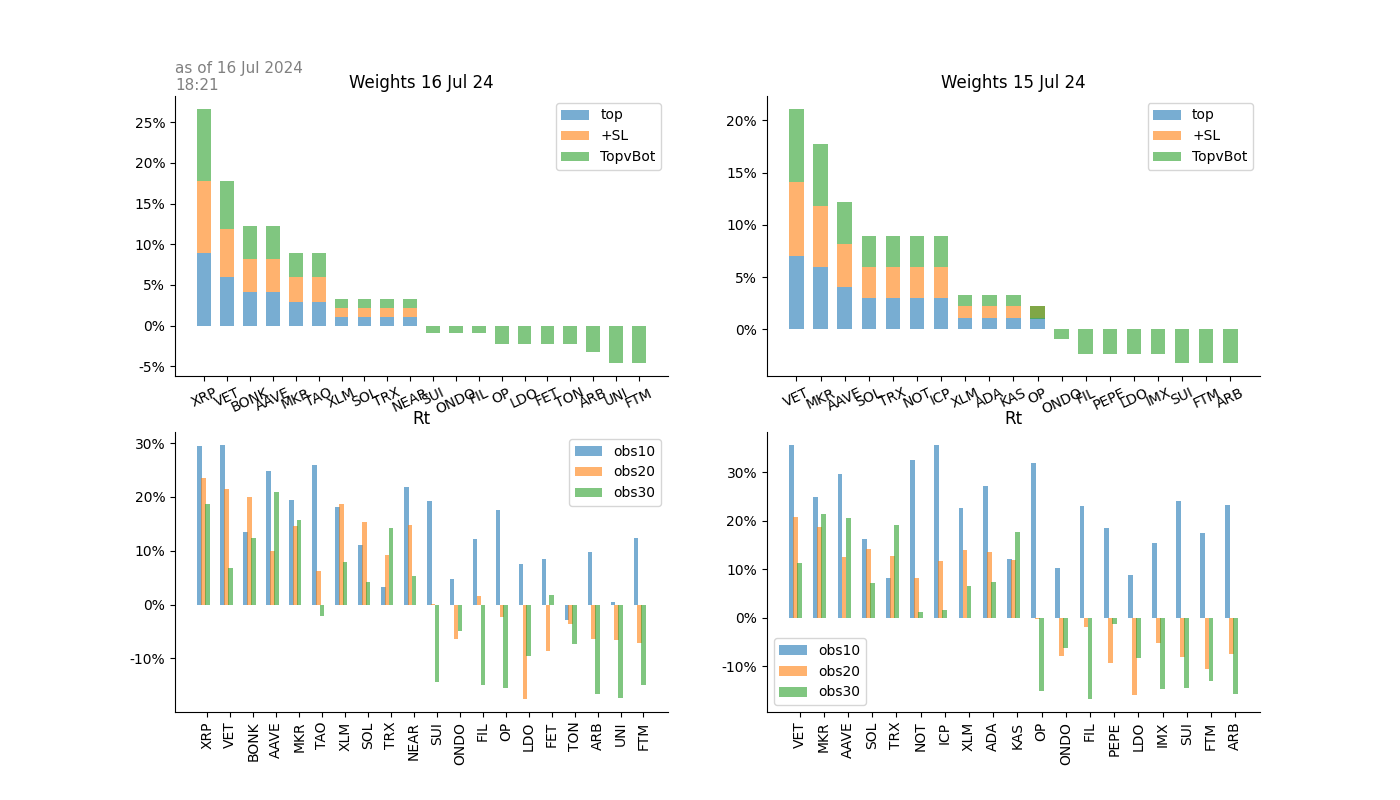 as of 16 Jul 2024
18:21
Weights 16 Jul 24
25%
20%
15%
10%
5%
0%
-5%
top
+SL
TopvBot
XRP VET BONK AAVE MKR TAO XLM SOL TRX NEAR SUI ONDO FIL OP LDO FET TON ARB UNI FTM
Weights 15 Jul 24
20%
15%
10%
5%
0%
top
+SL
TopvBot
VET MKR AAVE SOL TRX NOT ICP XLM ADA KAS OP ONDO FIL PEPE LDO IMX SUI FTM ARB
Rt
30%
20%
10%
0%
-10%
obs10
obs20
obs30
XRP VET BONK AAVE MKR TAO XLM SOL TRX NEAR SUI ONDO FIL OP LDO FET TON ARB UNI FTM
Rt
30%
20%
10%
0%
-10%
obs10
obs20
obs30
VET MKR AAVE SOL TRX NOT ICP XLM ADA KAS OP ONDO FIL PEPE LDO IMX SUI FTM ARB